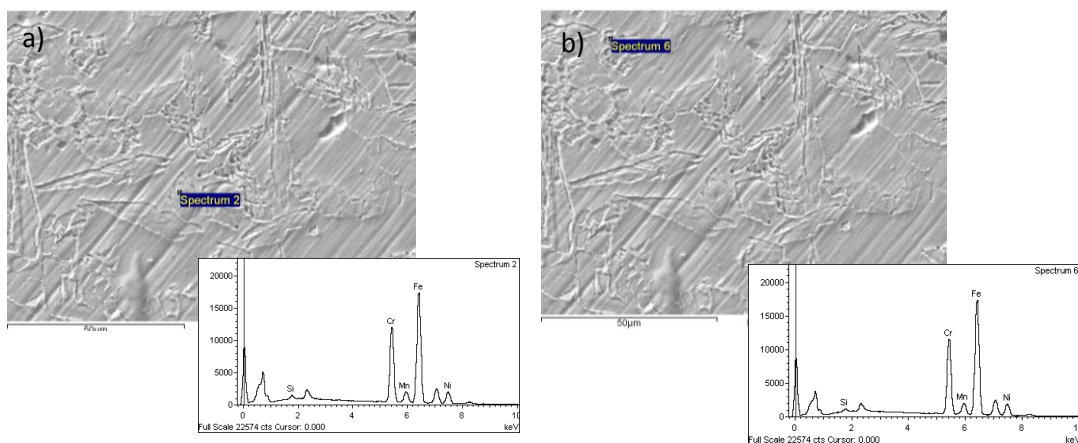 a)
Spectrum 2
50µm
Spectrum 2
20000
15000
10000
5000
0
Fe
Cr
Si
Mn
Ni
0 2 4 6 8 10
Full Scale 22574 cts Cursor: 0.000
keV
b)
Spectrum 6
50µm
Spectrum 6
20000
15000
10000
5000
0
Fe
Cr
Si
Mn
Ni
0 2 4 6 8
Full Scale 22574 cts Cursor: 0.000